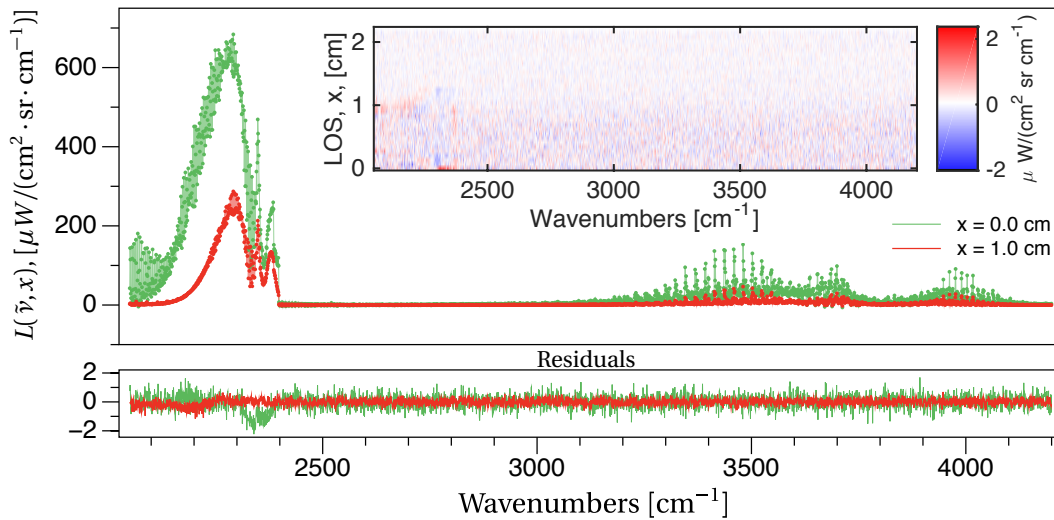 L(ν̃,x), [μW/(cm² · sr · cm⁻¹)]
600
400
200
0
LOS, x, [cm]
2
1
0
2500 3000 3500 4000
Wavenumbers [cm⁻¹]
2
0
-2
μ W/(cm² sr cm⁻¹)
x = 0.0 cm
x = 1.0 cm
Residuals
2
0
−2
2500 3000 3500 4000
Wavenumbers [cm⁻¹]